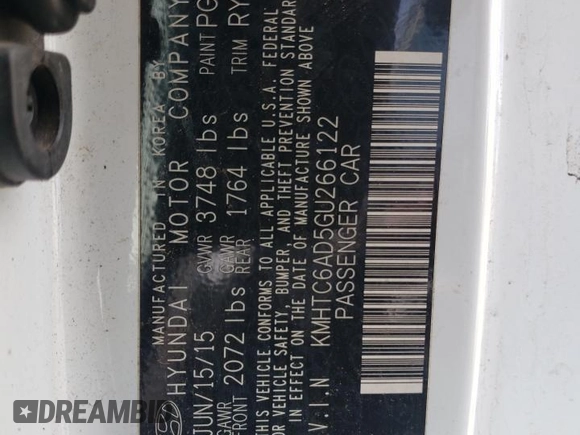 MANUFACTURED IN KOREA BY
HYUNDAI MOTOR COMPANY
JUN/15/15 GVWR 3748 lbs PAINT PG
GAWR FRONT 2072 lbs GAWR REAR 1764 lbs TRIM RY
THIS VEHICLE CONFORMS TO ALL APPLICABLE U.S.A. FEDERAL
MOTOR VEHICLE SAFETY, BUMPER, AND THEFT PREVENTION STANDARD
IN EFFECT ON THE DATE OF MANUFACTURE SHOWN ABOVE
V.I.N KMHTC6AD5GU266122
PASSENGER CAR
DREAMBI